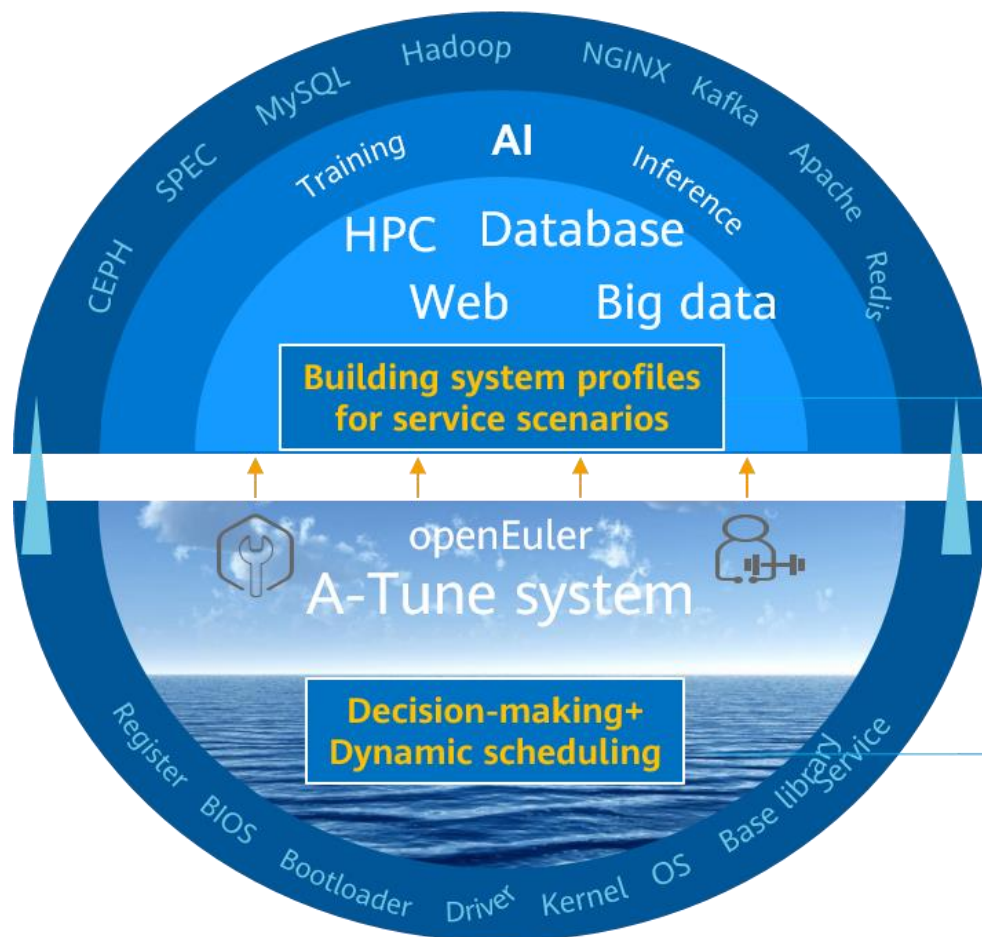 CEPH
SPEC
MySQL
Hadoop
NGINX
Kafka
Apache
Redis
Training
AI
Inference
HPC
Database
Web
Big data
Building system profiles
for service scenarios
openEuler
A-Tune system
Decision-making+
Dynamic scheduling
Register
BIOS
Bootloader
Driver
Kernel
OS
Base library
Service